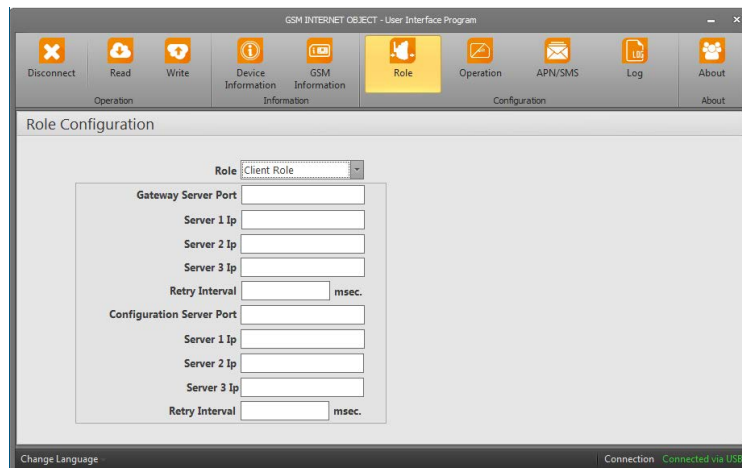 GSM INTERNET OBJECT - User Interface Program
Disconnect Read Write Device Information GSM Information Role Operation APN/SMS Log About
Operation Information Configuration About
Role Configuration
Role Client Role
Gateway Server Port
Server 1 Ip
Server 2 Ip
Server 3 Ip
Retry Interval msec.
Configuration Server Port
Server 1 Ip
Server 2 Ip
Server 3 Ip
Retry Interval msec.
Change Language Connection Connected via USB